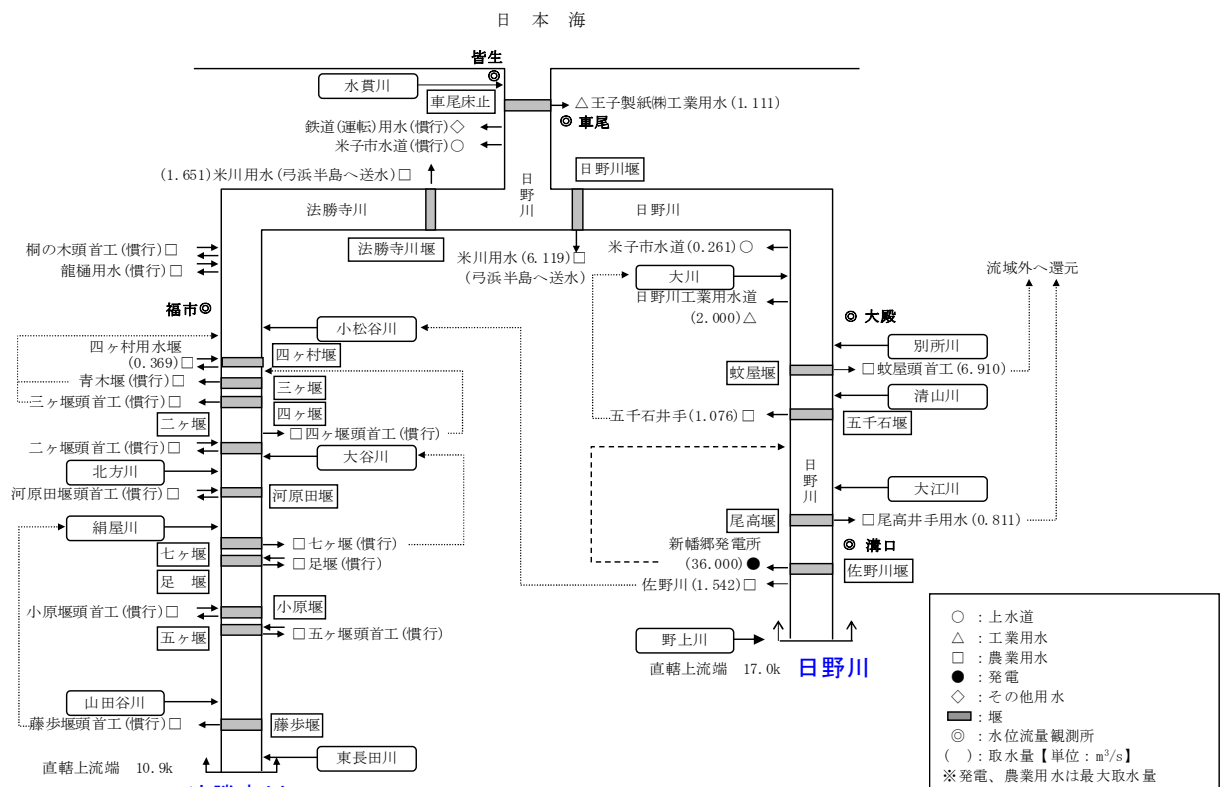 日 本 海
皆生
水貫川
車尾床止
△王子製紙㈱工業用水(1.111)
◎ 車尾
鉄道(運転)用水(慣行)◇
米子市水道(慣行)○
日野川堰
(1.651)米川用水(弓浜半島へ送水)□
日野川
法勝寺川
日野川
法勝寺川堰
桐の木頭首工(慣行)□
龍樋用水(慣行)□
米川用水(6.119)□
(弓浜半島へ送水)
米子市水道(0.261)○
大川
流域外へ還元
日野川工業用水道
(2.000)△
福市◎
◎ 大殿
小松谷川
別所川
四ヶ村用水堰
(0.369)□
四ヶ村堰
蚊屋堰
□蚊屋頭首工(6.910)
青木堰(慣行)□
三ヶ堰
清山川
三ヶ堰頭首工(慣行)□
四ヶ堰
五千石井手(1.076)□
五千石堰
二ヶ堰
□四ヶ堰頭首工(慣行)
二ヶ堰頭首工(慣行)□
大谷川
北方川
日野川
河原田堰頭首工(慣行)□
河原田堰
大江川
絹屋川
尾高堰
□尾高井手用水(0.811)
七ヶ堰
□七ヶ堰(慣行)
新幡郷発電所
(36.000)●
◎ 溝口
足 堰
□足堰(慣行)
佐野川(1.542)□
佐野川堰
小原堰頭首工(慣行)□
小原堰
五ヶ堰
□五ヶ堰頭首工(慣行)
野上川
直轄上流端 17.0k
日野川
山田谷川
藤歩堰頭首工(慣行)□
藤歩堰
東長田川
直轄上流端 10.9k
○ : 上水道
△ : 工業用水
□ : 農業用水
● : 発電
◇ : その他用水
: 堰
◎ : 水位流量観測所
( ) : 取水量【単位：m³/s】
※発電、農業用水は最大取水量